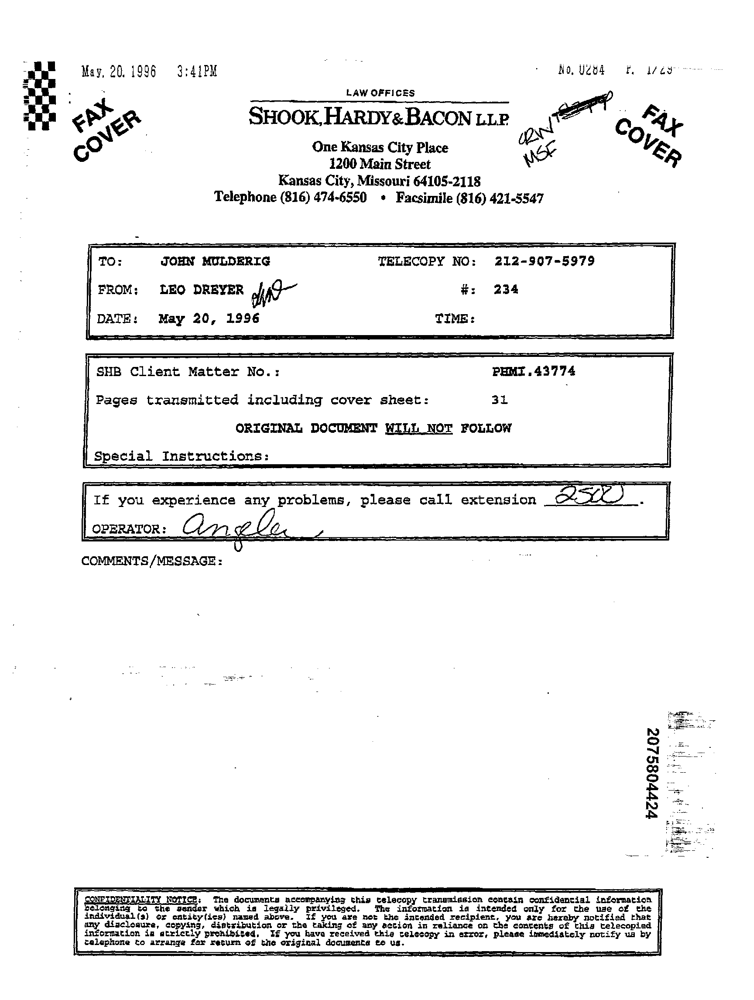 May. 20. 1996 3:41PM
No. 0284 P. 1/29
LAW OFFICES
SHOOK, HARDY & BACON L.L.P.
FAX COVER
FAX COVER
MSF
One Kansas City Place
1200 Main Street
Kansas City, Missouri 64105-2118
Telephone (816) 474-6550 • Facsimile (816) 421-5547
TO: JOHN MULDERIG TELECOPY NO: 212-907-5979
FROM: LEO DREYER #: 234
DATE: May 20, 1996 TIME:
SHB Client Matter No.: PHMI.43774
Pages transmitted including cover sheet: 31
ORIGINAL DOCUMENT WILL NOT FOLLOW
Special Instructions:
If you experience any problems, please call extension 2500.
OPERATOR: Angela
COMMENTS/MESSAGE:
2075804424
CONFIDENTIALITY NOTICE: The documents accompanying this telecopy transmission contain confidential information
belonging to the sender which is legally privileged. The information is intended only for the use of the
individual(s) or entity(ies) named above. If you are not the intended recipient, you are hereby notified that
any disclosure, copying, distribution or the taking of any action in reliance on the contents of this telecopied
information is strictly prohibited. If you have received this telecopy in error, please immediately notify us by
telephone to arrange for return of the original documents to us.